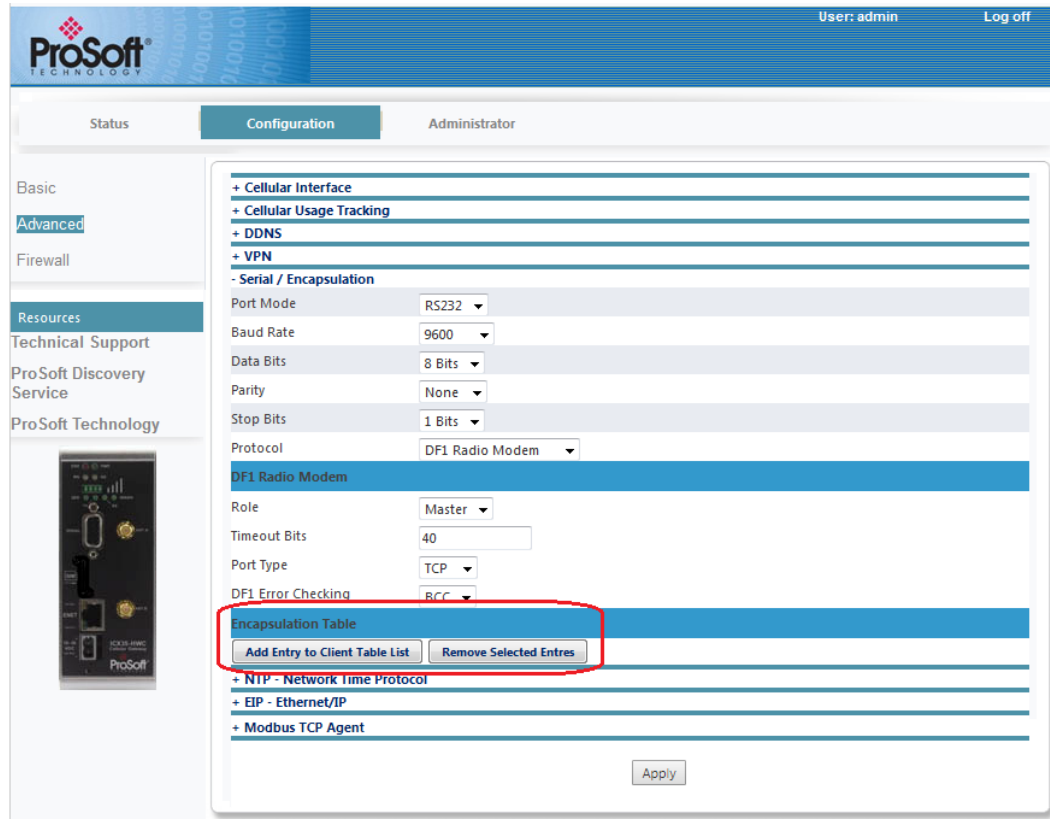 User: admin
Log off
ProSoft®
TECHNOLOGY
Status
Configuration
Administrator
Basic
Advanced
Firewall
Resources
Technical Support
ProSoft Discovery
Service
ProSoft Technology
ProSoft
+ Cellular Interface
+ Cellular Usage Tracking
+ DDNS
+ VPN
- Serial / Encapsulation
Port Mode RS232
Baud Rate 9600
Data Bits 8 Bits
Parity None
Stop Bits 1 Bits
Protocol DF1 Radio Modem
DF1 Radio Modem
Role Master
Timeout Bits 40
Port Type TCP
DF1 Error Checking BCC
Encapsulation Table
Add Entry to Client Table List Remove Selected Entres
+ NTP - Network Time Protocol
+ EIP - Ethernet/IP
+ Modbus TCP Agent
Apply